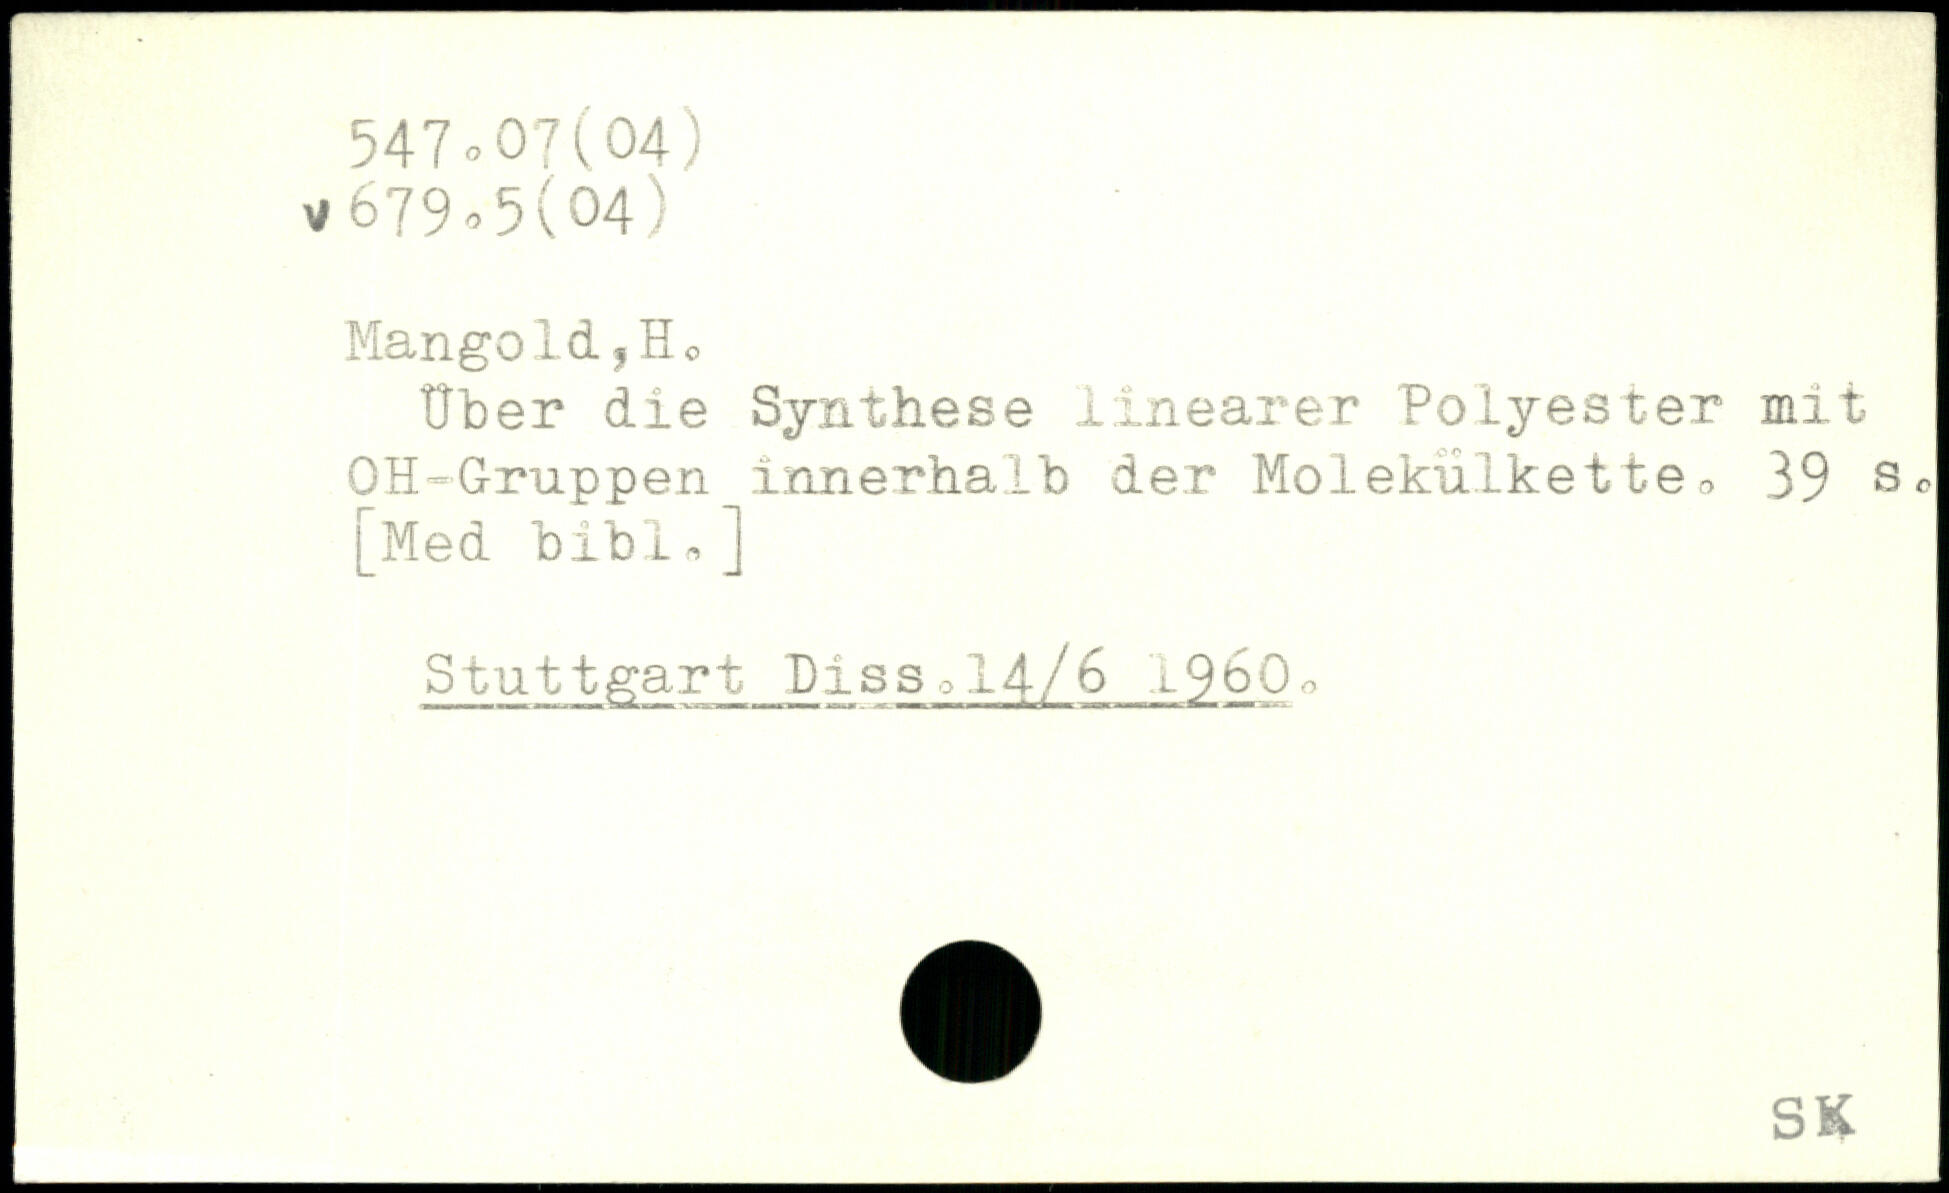 547.07(04)
v 679.5(04)
Mangold,H.
Über die Synthese linearer Polyester mit
OH-Gruppen innerhalb der Molekülkette. 39 s.
[Med bibl.]
Stuttgart Diss.14/6 1960.
SK